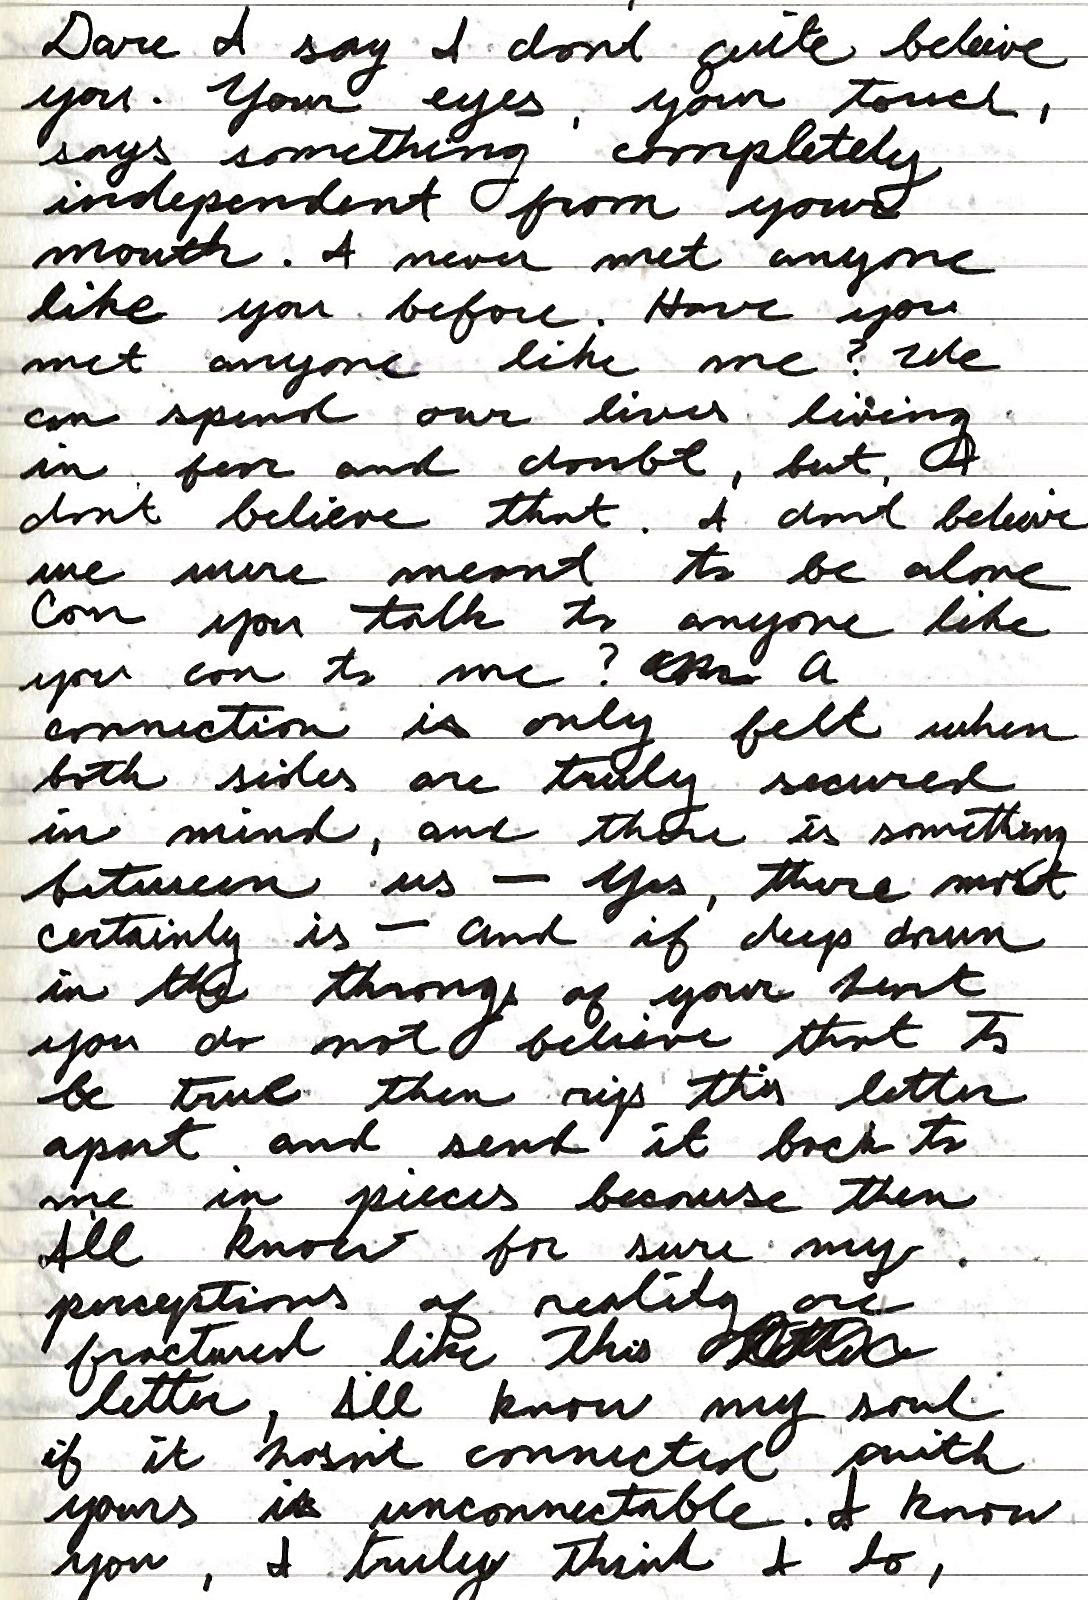 Dare I say I dont quite beleive
you. Your eyes, your touch,
says something completely
independent from your
mouth. I never met anyone
like you before. Have you
met anyone like me? We
can spend our lives living
in fear and doubt, but, I
dont believe that. I dont beleive
we were meant to be alone
Can you talk to anyone like
you can to me? A
connection is only felt when
both sides are truly secured
in mind, and there is something
between us — Yes, there most
certainly is — and if deep down
in the throngs of your heart
you do not believe that to
be true then rip this letter
apart and send it back to
me in pieces because then
I'll know for sure my
perceptions of reality are
fractured like this
letter, I'll know my soul
if it hasn't connected with
yours is unconnectable. I know
you, I truly think I do,